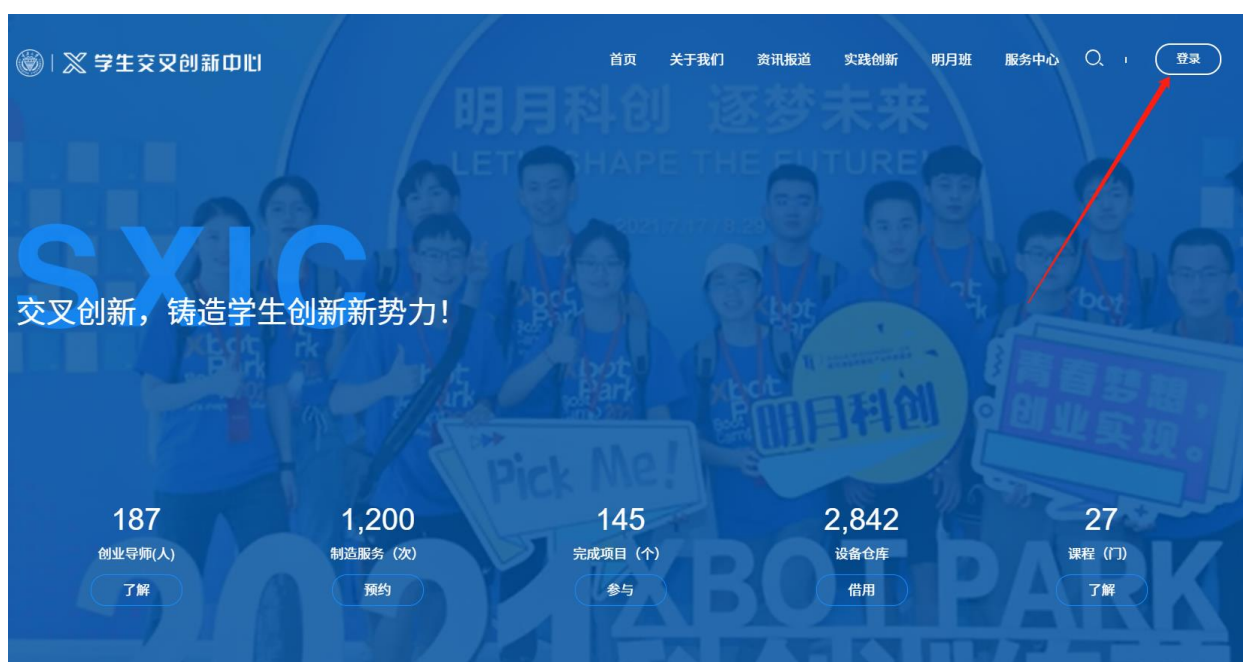 学生交叉创新中心
首页 关于我们 资讯报道 实践创新 明月班 服务中心 登录
明月科创 逐梦未来
LET'S SHAPE THE FUTURE!
SXIC
交叉创新，铸造学生创新新势力！
明月科创
青春梦想，
创业实现。
Pick Me!
187 1,200 145 2,842 27
创业导师(人) 制造服务（次） 完成项目（个） 设备仓库 课程（门）
了解 预约 参与 借用 了解
2021 XBOT PARK